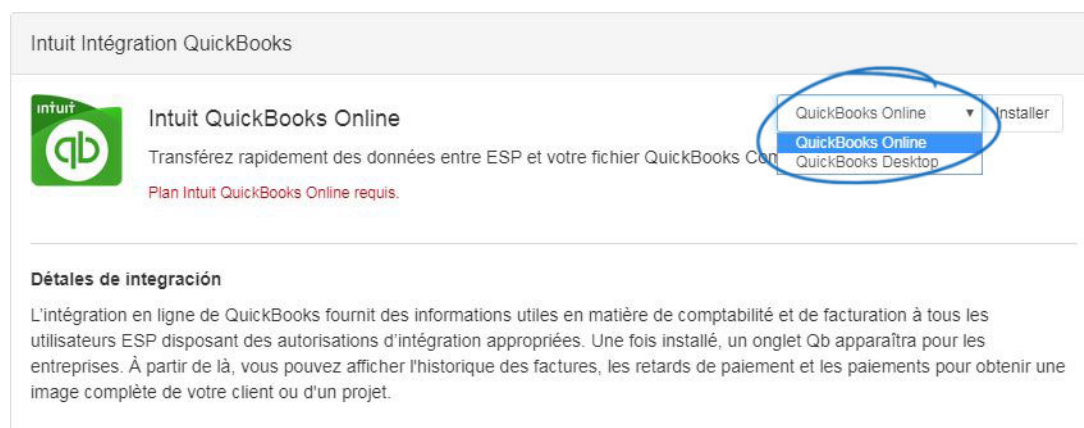 Intuit Intégration QuickBooks
intuit
qb
Intuit QuickBooks Online
QuickBooks Online
Installer
QuickBooks Online
QuickBooks Desktop
Transférez rapidement des données entre ESP et votre fichier QuickBooks
Plan Intuit QuickBooks Online requis.
Détales de integración
L'intégration en ligne de QuickBooks fournit des informations utiles en matière de comptabilité et de facturation à tous les
utilisateurs ESP disposant des autorisations d'intégration appropriées. Une fois installé, un onglet Qb apparaîtra pour les
entreprises. À partir de là, vous pouvez afficher l'historique des factures, les retards de paiement et les paiements pour obtenir une
image complète de votre client ou d'un projet.